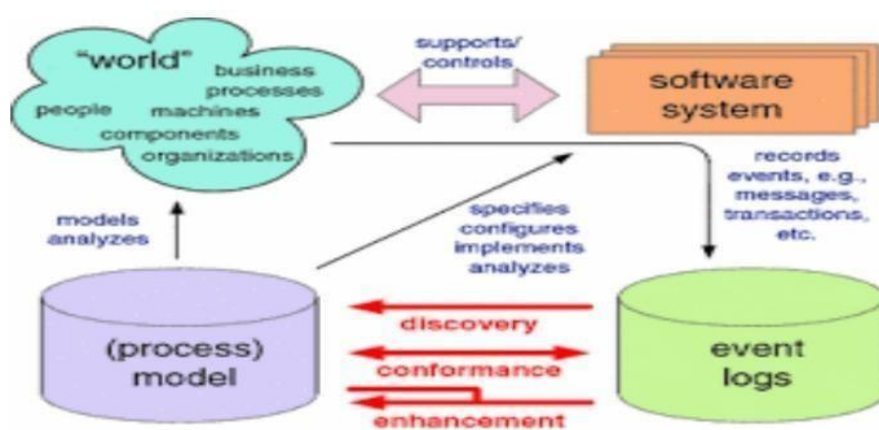 "world"
business
processes
people
machines
components
organizations
supports/
controls
software
system
records
events, e.g.,
messages,
transactions,
etc.
models
analyzes
specifies
configures
implements
analyzes
(process)
model
discovery
conformance
enhancement
event
logs